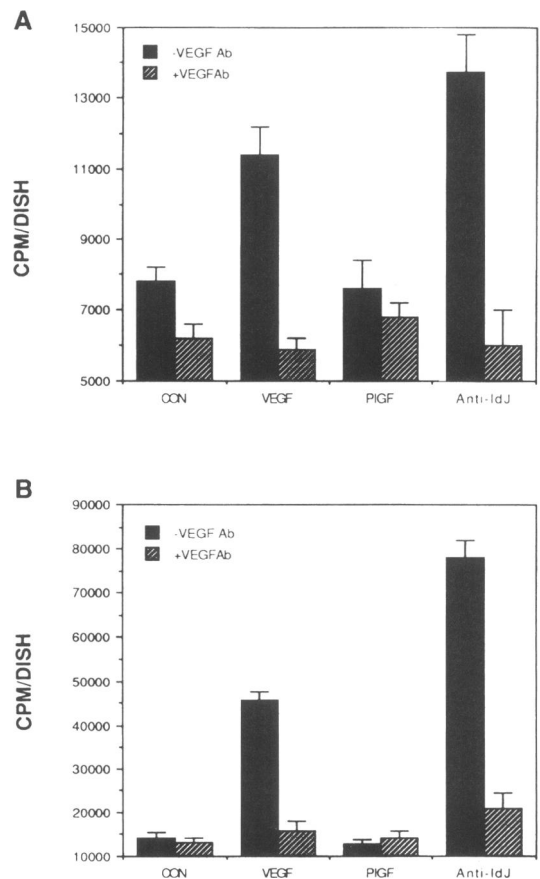 A
15000
13000
11000
9000
7000
5000
CPM/DISH
-VEGF Ab
+VEGFAb
CON VEGF PlGF Anti-IdJ
B
90000
80000
70000
60000
50000
40000
30000
20000
10000
CPM/DISH
-VEGF Ab
+VEGFAb
CON VEGF PlGF Anti-IdJ